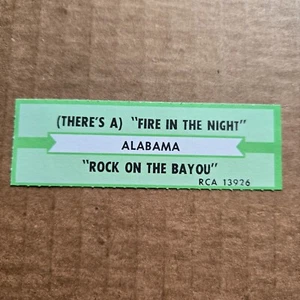 (THERE'S A) "FIRE IN THE NIGHT"
ALABAMA
"ROCK ON THE BAYOU"
RCA 13926